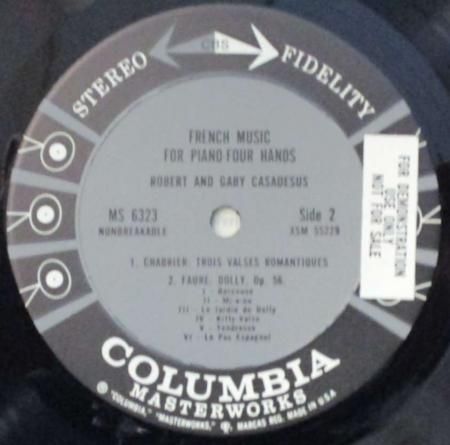 CBS
STEREO FIDELITY
FRENCH MUSIC
FOR PIANO FOUR HANDS
ROBERT AND GABY CASADESUS
MS 6323 Side 2
NONBREAKABLE XSM 55229
1. CHABRIER: TROIS VALSES ROMANTIQUES
2. FAURE: DOLLY, Op. 56
I - Berceuse
II - Mi-a-ou
III - Le Jardin de Dolly
IV - Kitty-Valse
V - Tendresse
VI - Le Pas Espagnol
FOR DEMONSTRATION
USE ONLY
NOT FOR SALE
COLUMBIA
MASTERWORKS
"COLUMBIA," "MASTERWORKS," MARCAS REG. MADE IN U.S.A